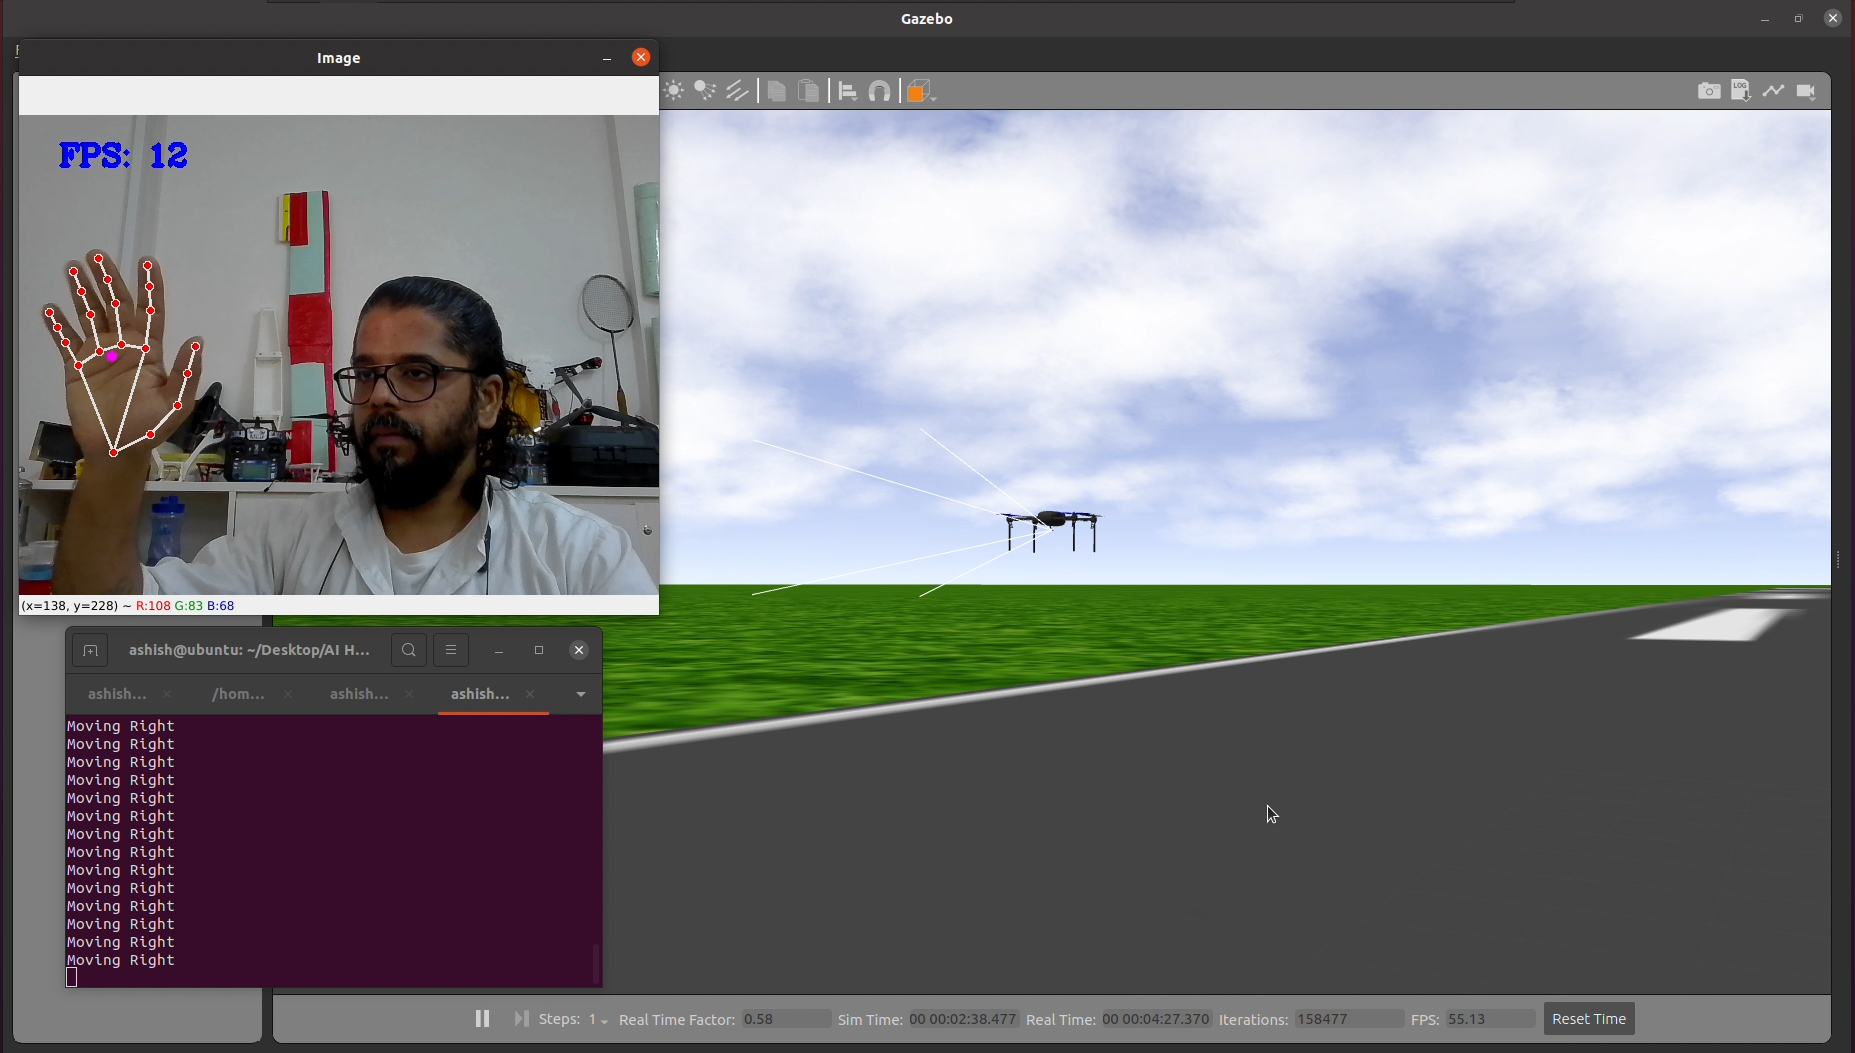 Gazebo
F
Image
LOG
FPS: 12
(x=138, y=228) ~ R:108 G:83 B:68
ashish@ubuntu: ~/Desktop/AI H...
ashish... × /hom... × ashish... × ashish... ×
Moving Right
Moving Right
Moving Right
Moving Right
Moving Right
Moving Right
Moving Right
Moving Right
Moving Right
Moving Right
Moving Right
Moving Right
Moving Right
Moving Right
Steps: 1 Real Time Factor: 0.58 Sim Time: 00 00:02:38.477 Real Time: 00 00:04:27.370 Iterations: 158477 FPS: 55.13 Reset Time